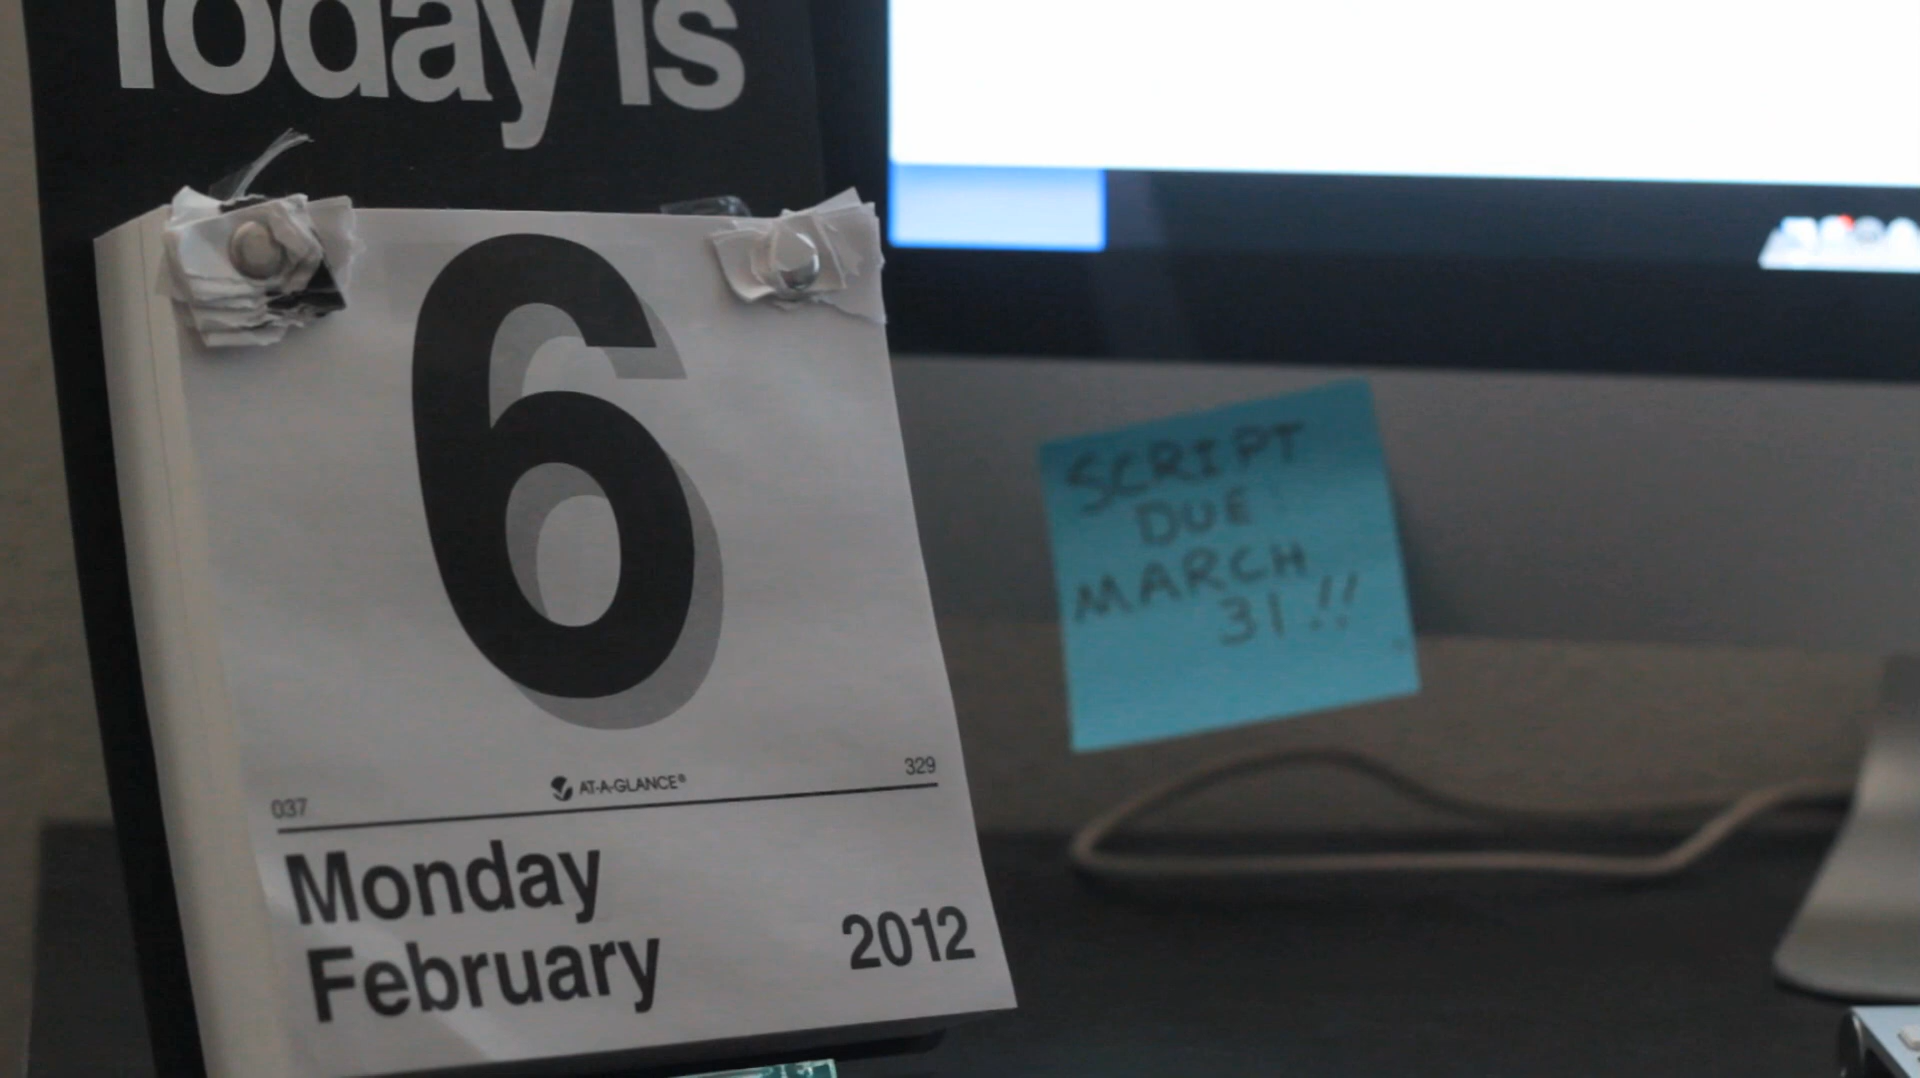 Today is
6
037 AT-A-GLANCE® 329
Monday
February 2012
SCRIPT
DUE
MARCH
31!!